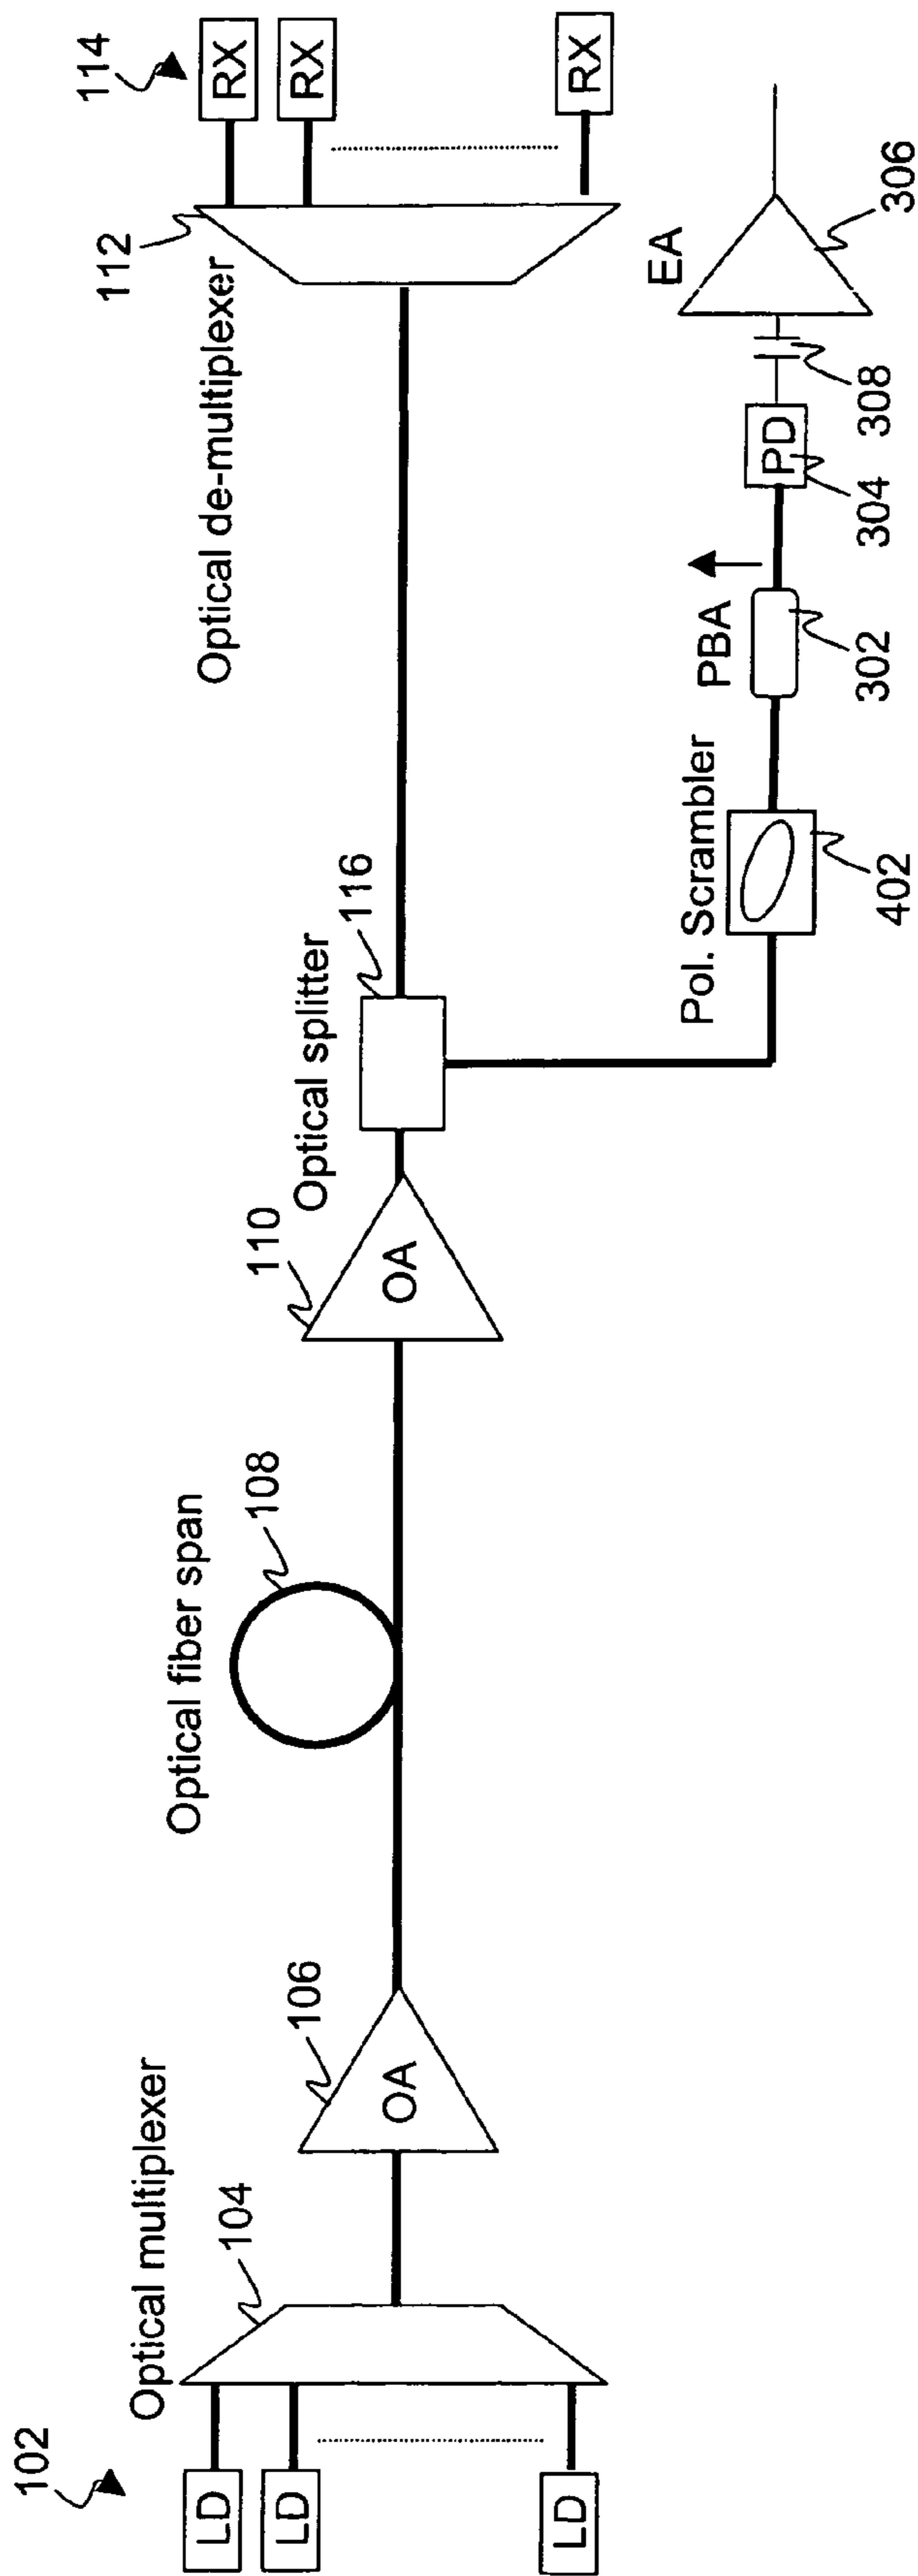 102
LD
LD
LD
Optical multiplexer
104
OA
106
Optical fiber span
108
OA
110
Optical splitter
116
Pol. Scrambler
402
PBA
302
PD
304
308
EA
306
Optical de-multiplexer
112
114
RX
RX
RX